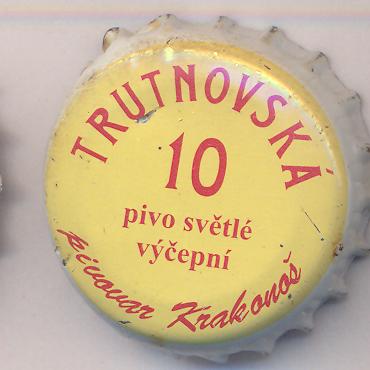 TRUTNOVSKÁ
10
pivo světlé
výčepní
pivovar Krakonoš